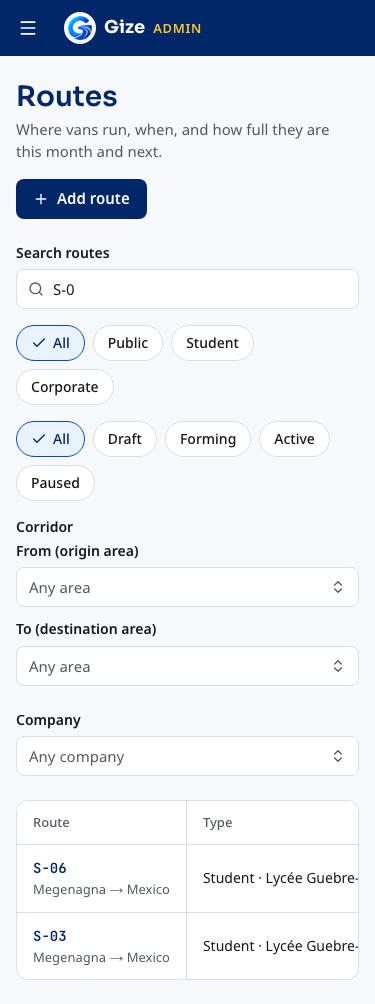 Gize ADMIN
Routes
Where vans run, when, and how full they are
this month and next.
Add route
Search routes
S-0
All Public Student
Corporate
All Draft Forming Active
Paused
Corridor
From (origin area)
Any area
To (destination area)
Any area
Company
Any company
Route Type
S-06
Megenagna → Mexico
Student · Lycée Guebre-
S-03
Megenagna → Mexico
Student · Lycée Guebre-